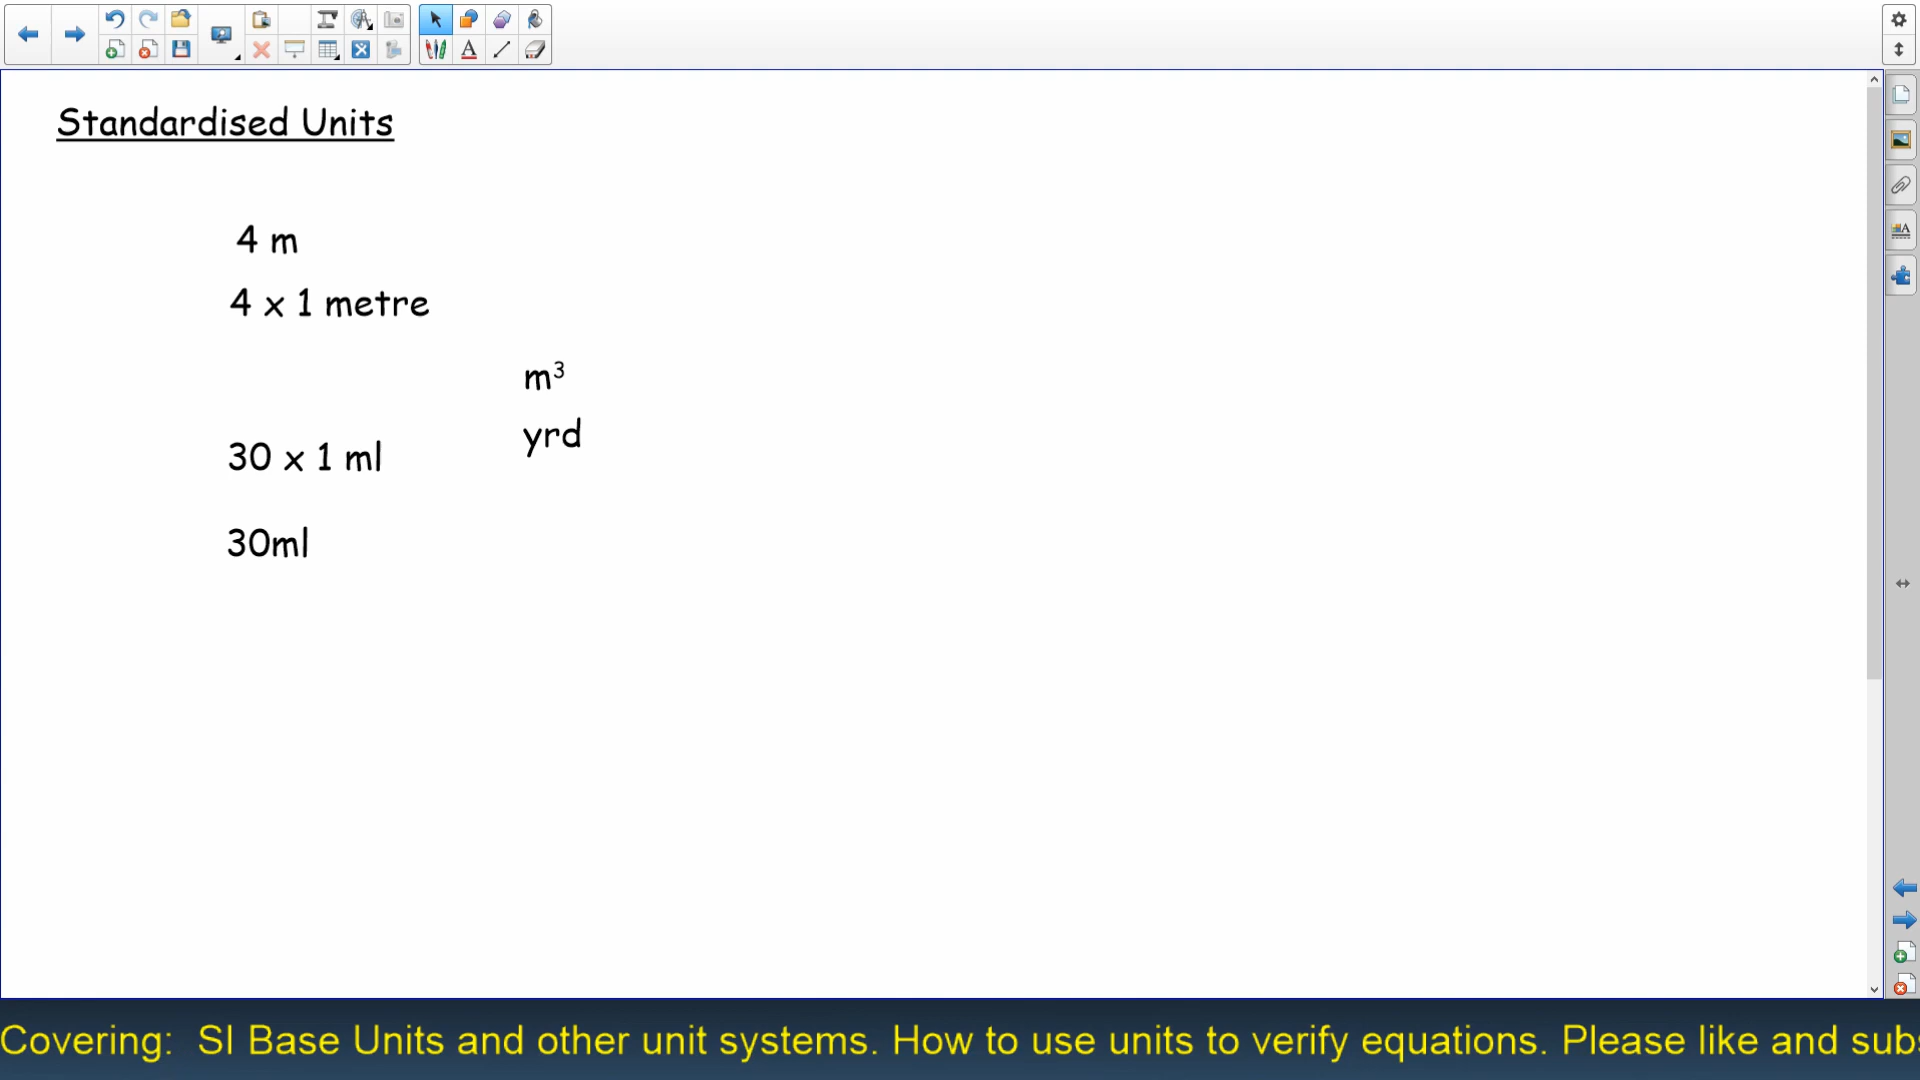 Standardised Units
4 m
4 x 1 metre
m³
yrd
30 x 1 ml
30ml
Covering: SI Base Units and other unit systems. How to use units to verify equations. Please like and subs